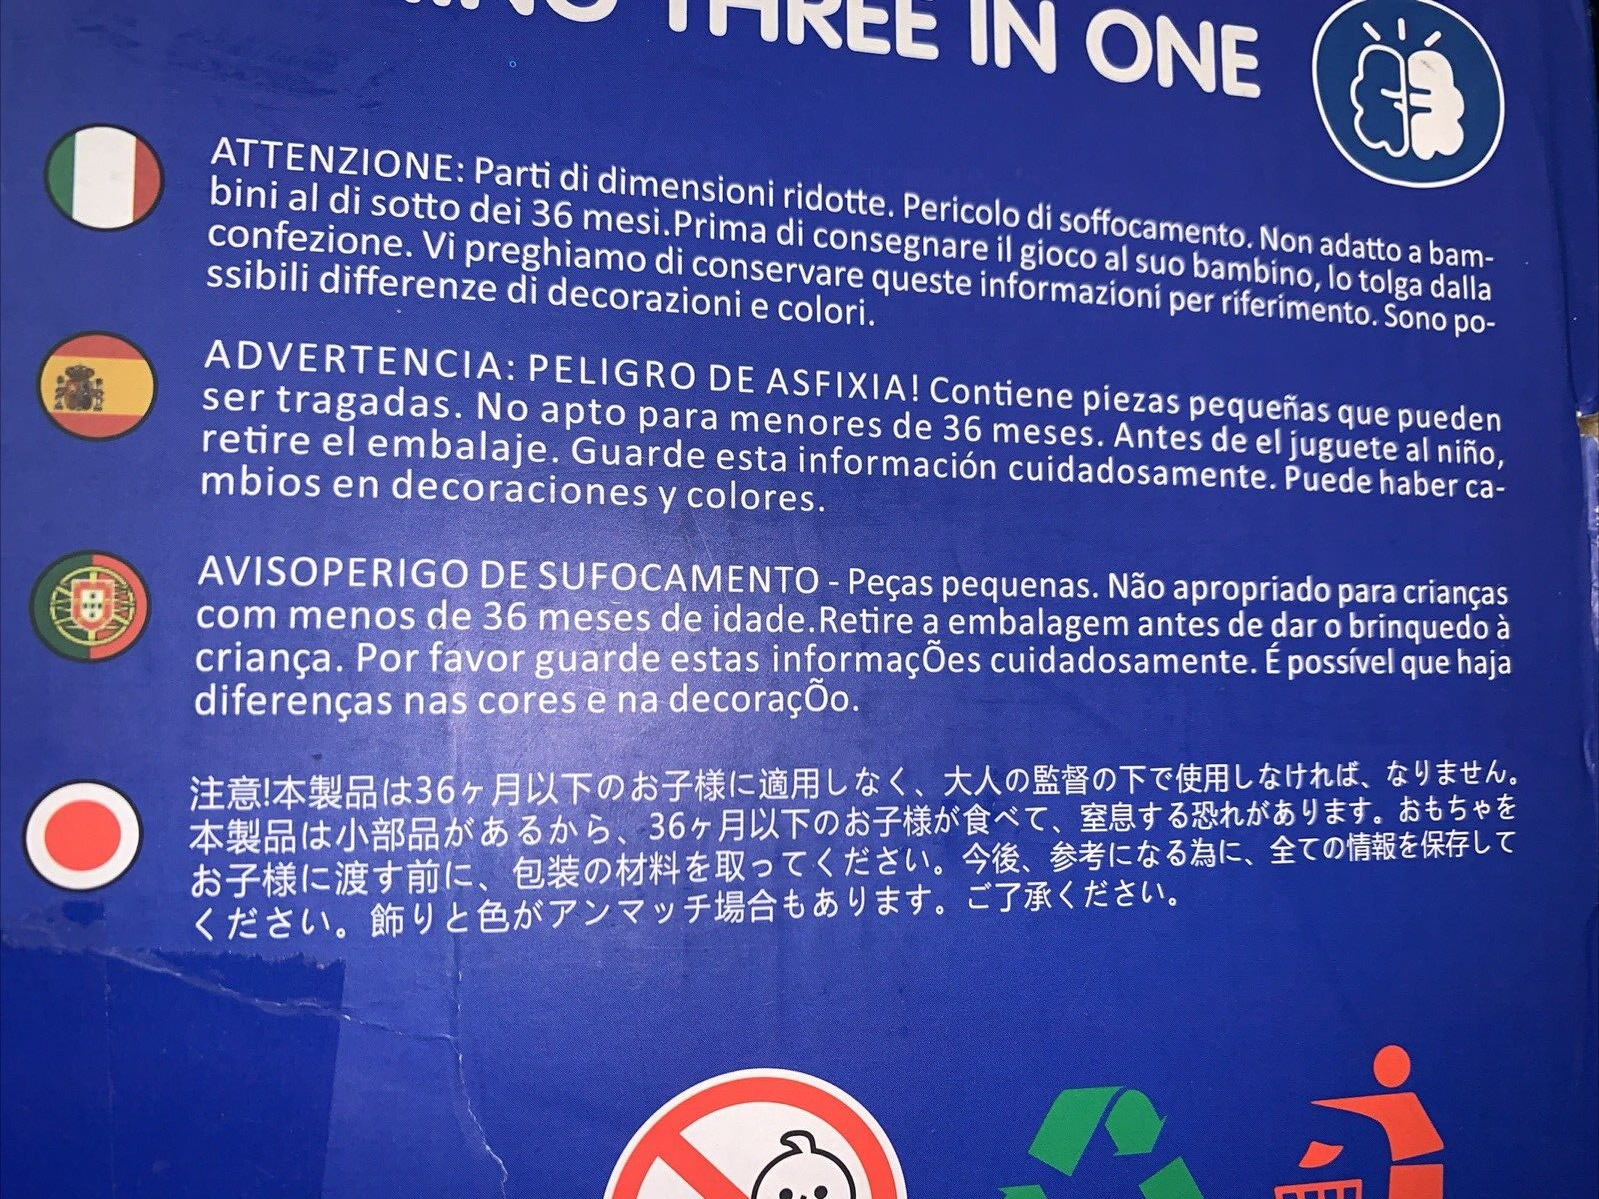 THREE IN ONE
ATTENZIONE: Parti di dimensioni ridotte. Pericolo di soffocamento. Non adatto a bam-
bini al di sotto dei 36 mesi.Prima di consegnare il gioco al suo bambino, lo tolga dalla
confezione. Vi preghiamo di conservare queste informazioni per riferimento. Sono po-
ssibili differenze di decorazioni e colori.
ADVERTENCIA: PELIGRO DE ASFIXIA! Contiene piezas pequeñas que pueden
ser tragadas. No apto para menores de 36 meses. Antes de el juguete al niño,
retire el embalaje. Guarde esta información cuidadosamente. Puede haber ca-
mbios en decoraciones y colores.
AVISOPERIGO DE SUFOCAMENTO - Peças pequenas. Não apropriado para crianças
com menos de 36 meses de idade.Retire a embalagem antes de dar o brinquedo à
criança. Por favor guarde estas informaçÕes cuidadosamente. É possível que haja
diferenças nas cores e na decoraçÕo.
注意!本製品は36ヶ月以下のお子様に適用しなく、大人の監督の下で使用しなければ、なりません。
本製品は小部品があるから、36ヶ月以下のお子様が食べて、窒息する恐れがあります。おもちゃを
お子様に渡す前に、包装の材料を取ってください。今後、参考になる為に、全ての情報を保存して
ください。飾りと色がアンマッチ場合もあります。ご了承ください。